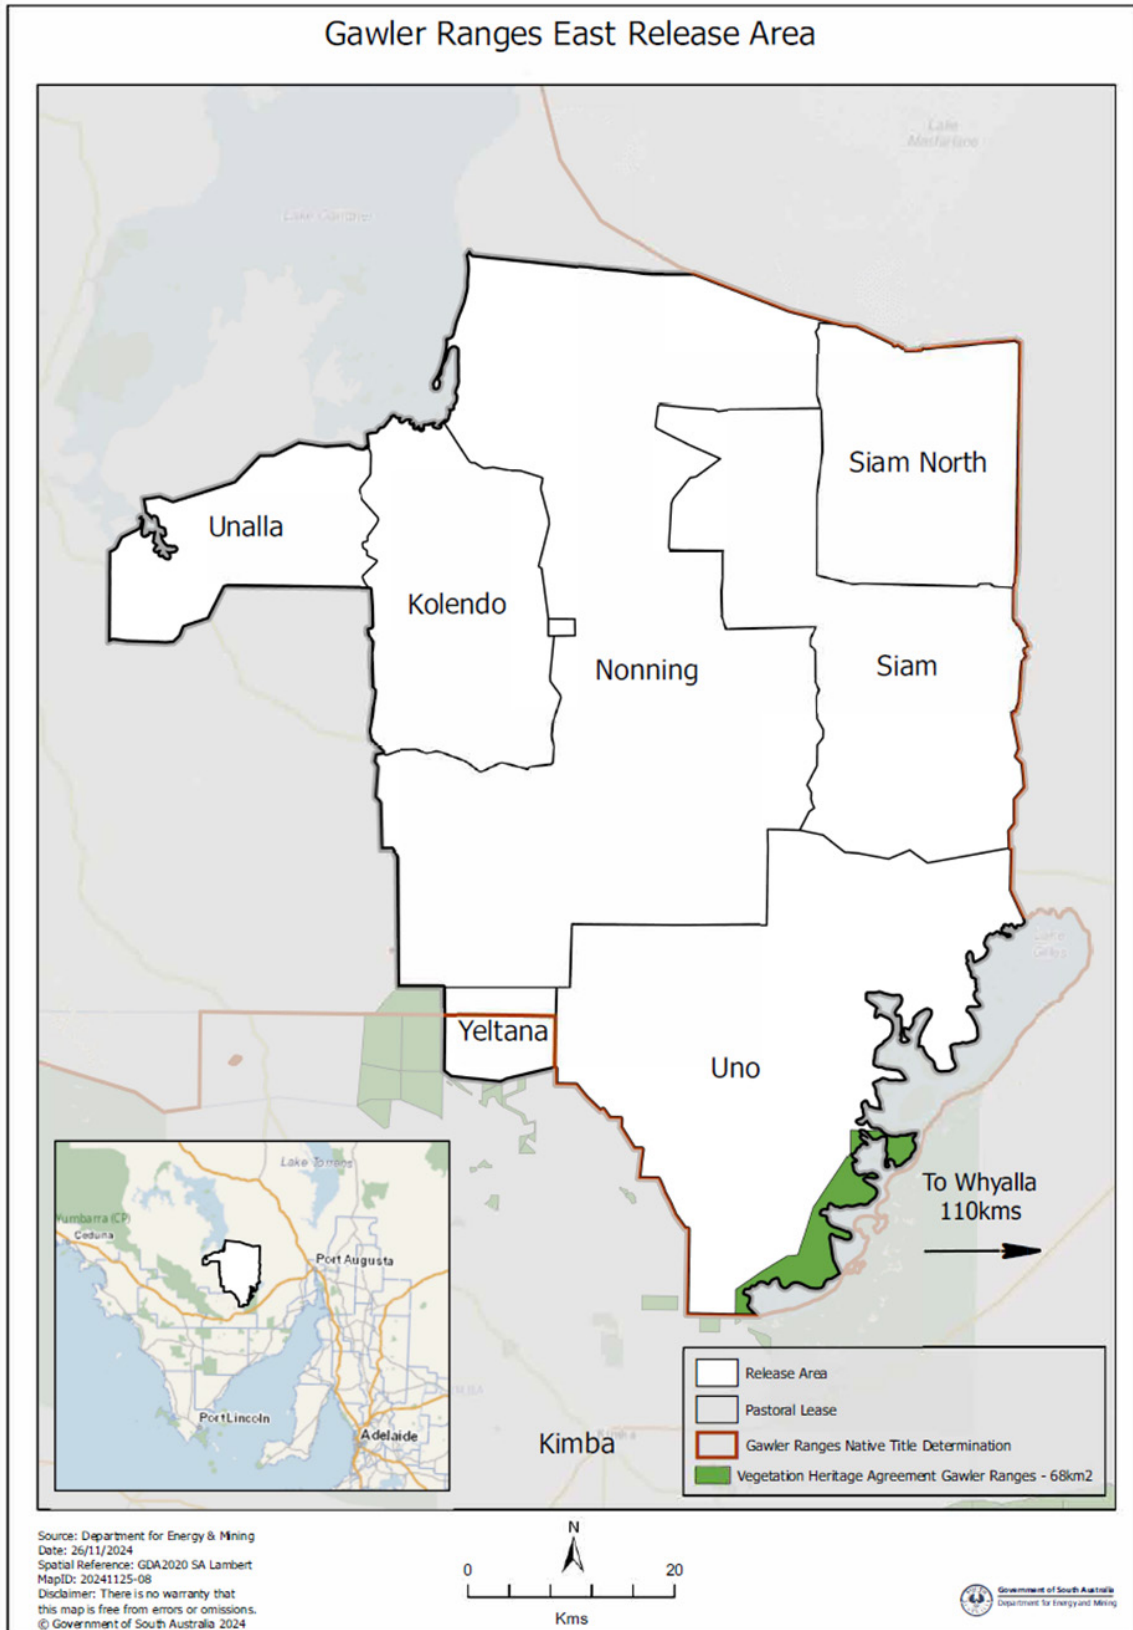 Gawler Ranges East Release Area
Lake
Macfarlane
Lake Gairdner
Siam North
Unalla
Kolendo
Nonning
Siam
Lake
Gilles
Yeltana
Uno
To Whyalla
110kms
Lake Torrens
Yumbarra (CP)
Ceduna
Port Augusta
Port Lincoln
Adelaide
Kimba
Kimba
Release Area
Pastoral Lease
Gawler Ranges Native Title Determination
Vegetation Heritage Agreement Gawler Ranges - 68km2
Source: Department for Energy & Mining
Date: 26/11/2024
Spatial Reference: GDA2020 SA Lambert
MapID: 20241125-08
Disclaimer: There is no warranty that
this map is free from errors or omissions.
© Government of South Australia 2024
N
0 20
Kms
Government of South Australia
Department for Energy and Mining